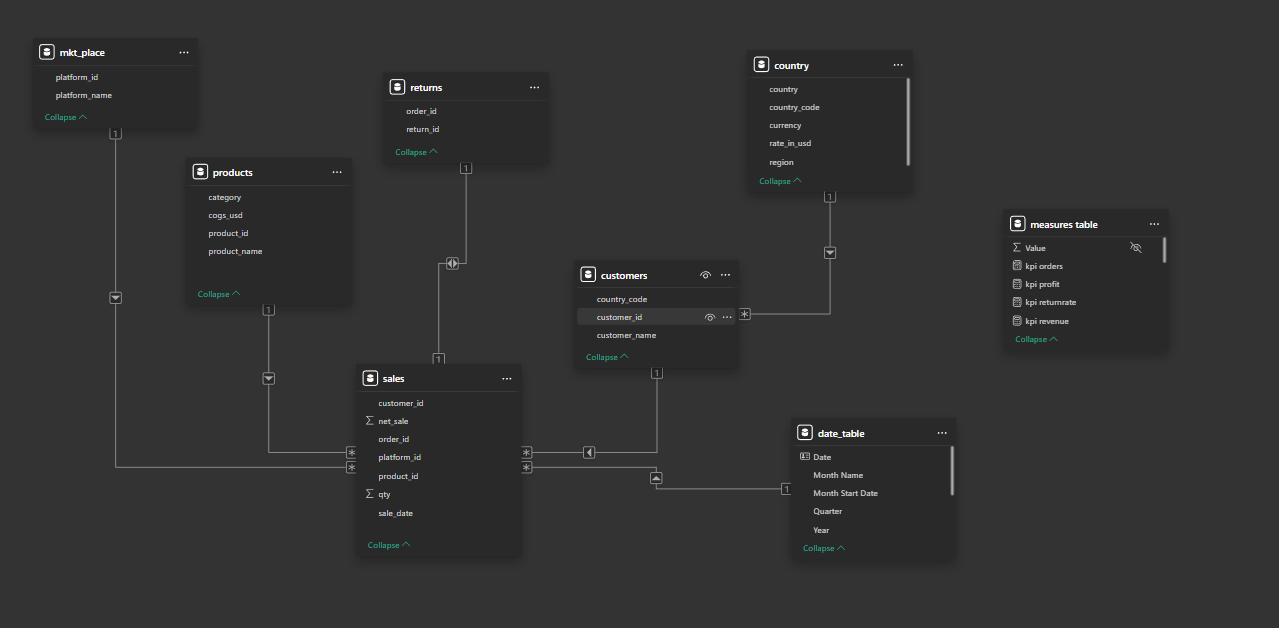 mkt_place
platform_id
platform_name
Collapse
1
products
category
cogs_usd
product_id
product_name
Collapse
1
returns
order_id
return_id
Collapse
1
1
sales
customer_id
net_sale
order_id
platform_id
product_id
qty
sale_date
Collapse
customers
country_code
customer_id
customer_name
Collapse
1
country
country
country_code
currency
rate_in_usd
region
Collapse
1
date_table
Date
Month Name
Month Start Date
Quarter
Year
Collapse
1
measures table
Value
kpi orders
kpi profit
kpi returnrate
kpi revenue
Collapse